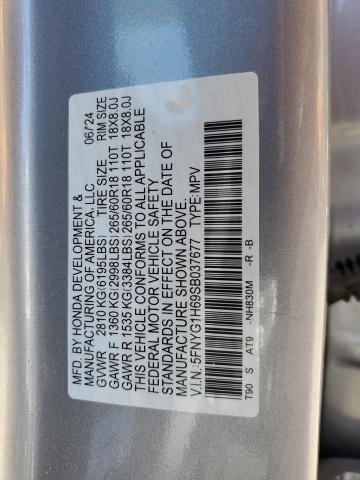 MFD. BY HONDA DEVELOPMENT & 06/24
MANUFACTURING OF AMERICA, LLC
GVWR 2810 KG(6195LBS) TIRE SIZE RIM SIZE
GAWR F 1360 KG(2998LBS) 265/60R18 110T 18X8.0J
GAWR R 1535 KG(3384LBS) 265/60R18 110T 18X8.0J
THIS VEHICLE CONFORMS TO ALL APPLICABLE
FEDERAL MOTOR VEHICLE SAFETY
STANDARDS IN EFFECT ON THE DATE OF
MANUFACTURE SHOWN ABOVE.
V.I.N.: 5FNYG1H69SB037677 TYPE:MPV
T90 S AT9 -NH830M -R -B